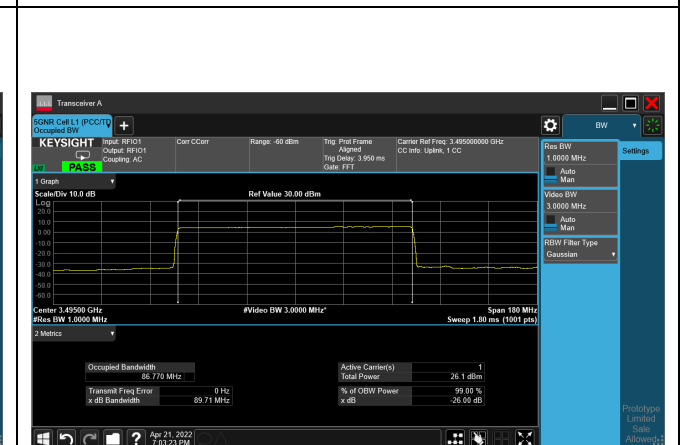 Transceiver A
5GNR Cell L1 (PCC/TD
Occupied BW
BW
KEYSIGHT
Input: RFIO1
Output: RFIO1
Coupling: AC
Corr CCorr
Range: -60 dBm
Trig: Prot Frame
Aligned
Trig Delay: 3.950 ms
Gate: FFT
Carrier Ref Freq: 3.495000000 GHz
CC Info: Uplink, 1 CC
PASS
Res BW
1.0000 MHz
Auto
Man
Settings
Video BW
3.0000 MHz
Auto
Man
RBW Filter Type
Gaussian
1 Graph
Scale/Div 10.0 dB
Ref Value 30.00 dBm
Log
20.0
10.0
0.00
-10.0
-20.0
-30.0
-40.0
-50.0
-60.0
Center 3.49500 GHz
#Video BW 3.0000 MHz*
Span 180 MHz
#Res BW 1.0000 MHz
Sweep 1.80 ms (1001 pts)
2 Metrics
Occupied Bandwidth
86.770 MHz
Active Carrier(s) 1
Total Power 26.1 dBm
Transmit Freq Error 0 Hz
x dB Bandwidth 89.71 MHz
% of OBW Power 99.00 %
x dB -26.00 dB
Prototype
Limited
Sale
Allowed
Apr 21, 2022
7:03:23 PM